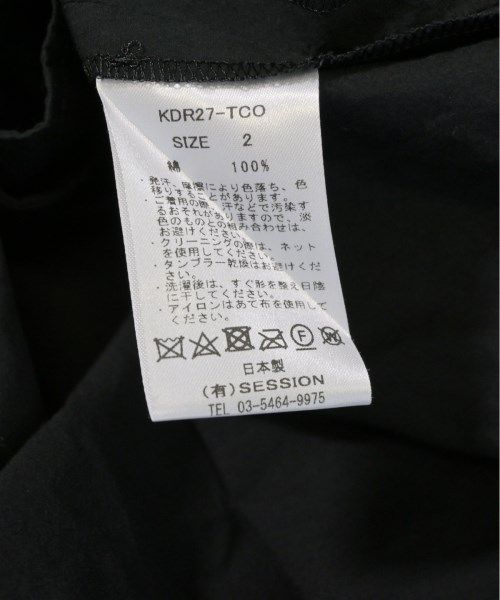 KDR27-TCO
SIZE 2
綿 100%
・発汗、摩擦により色落ち、色
移りすることがあります。
・ご着用の際、汗などで汚染す
るおそれがありますので、淡
色のものとの組み合わせは、
お避けください。
・クリーニングの際は、ネット
を使用してください。
・タンブラー乾燥はお避けくだ
さい。
・洗濯後は、すぐ形を整え日陰
に干してください。
・アイロンはあて布を使用して
ください。
F W
日本製
(有)SESSION
TEL 03-5464-9975